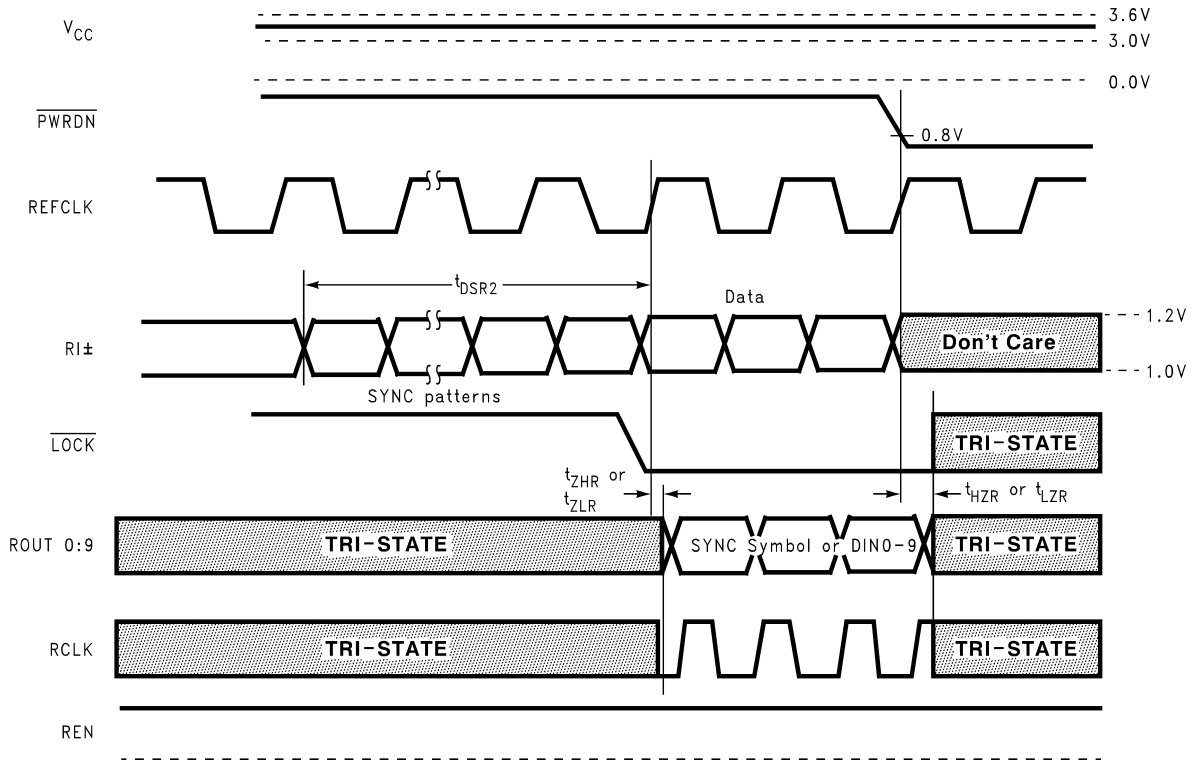 3.6V
VCC
3.0V
0.0V
PWRDN
0.8V
REFCLK
tDSR2
Data
1.2V
RI±
Don't Care
1.0V
SYNC patterns
LOCK
TRI-STATE
tZHR or
tZLR
tHZR or tLZR
ROUT 0:9
TRI-STATE
SYNC Symbol or DIN0-9
TRI-STATE
RCLK
TRI-STATE
TRI-STATE
REN